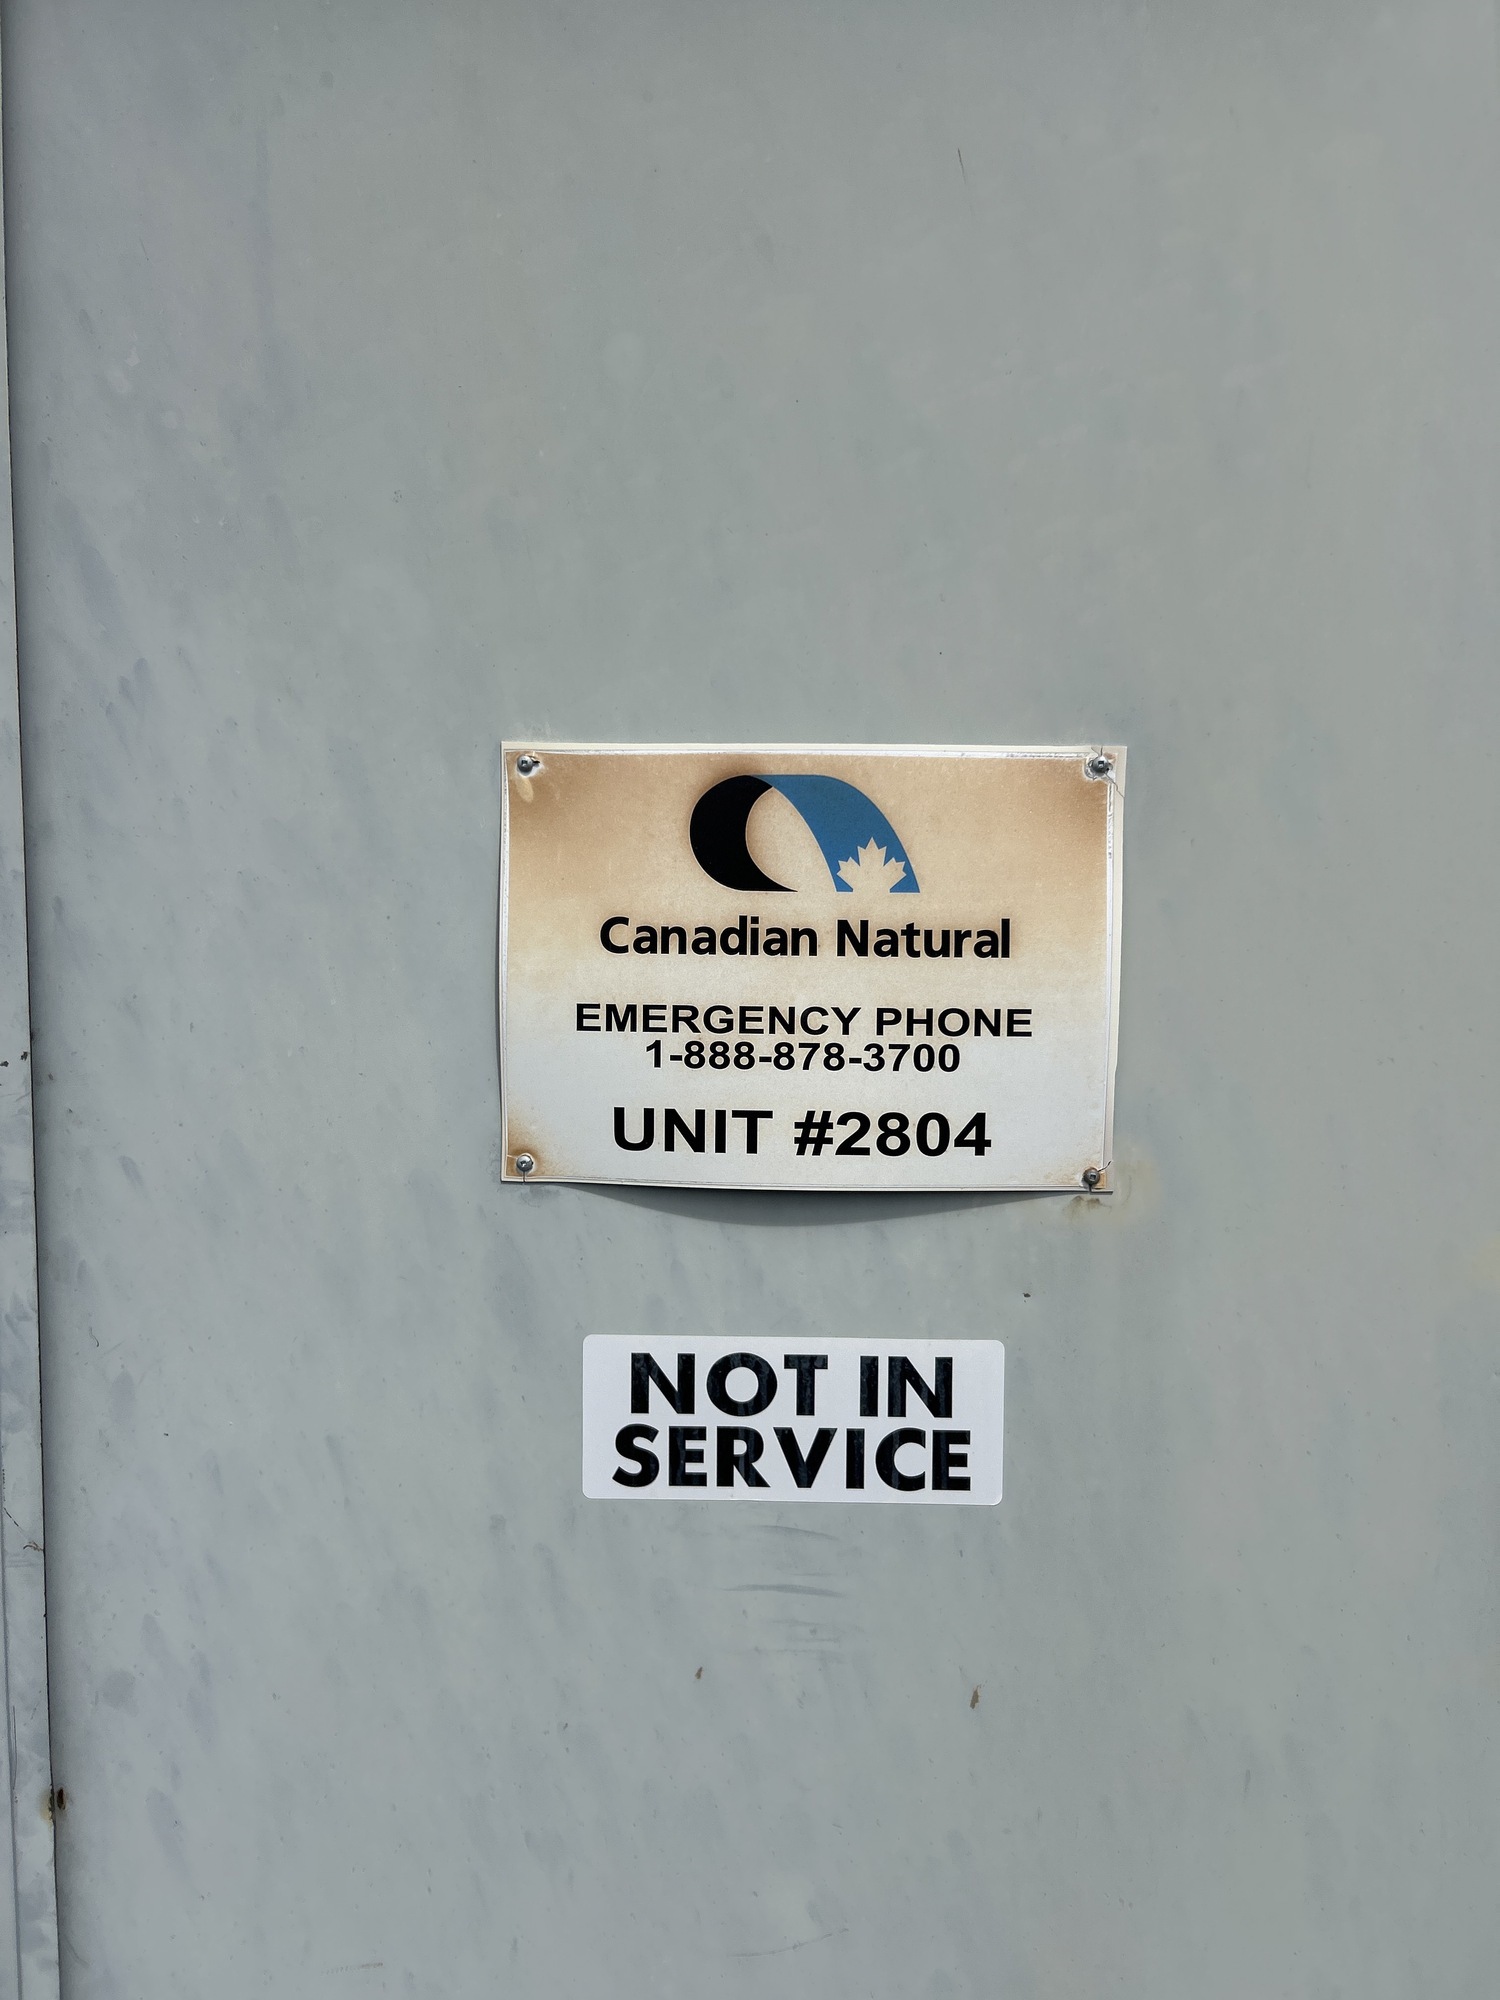 Canadian Natural
EMERGENCY PHONE
1-888-878-3700
UNIT #2804
NOT IN
SERVICE